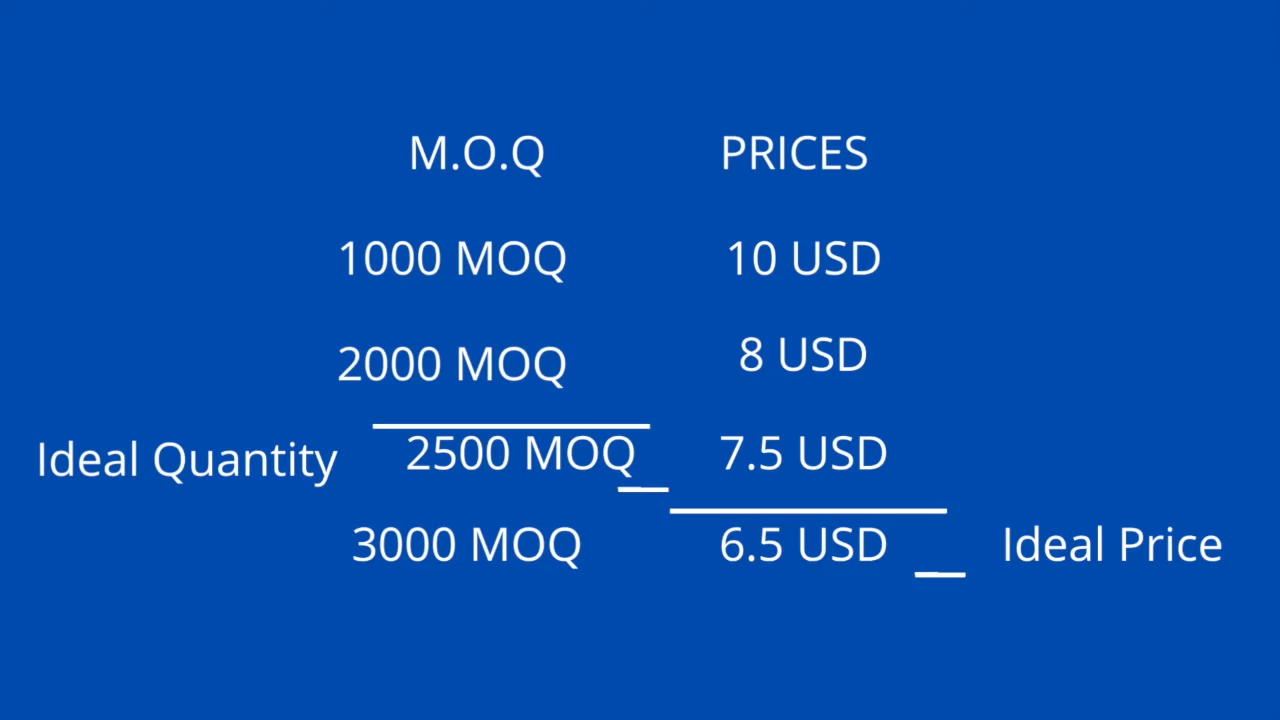 M.O.Q PRICES
1000 MOQ 10 USD
2000 MOQ 8 USD
Ideal Quantity 2500 MOQ 7.5 USD
3000 MOQ 6.5 USD Ideal Price